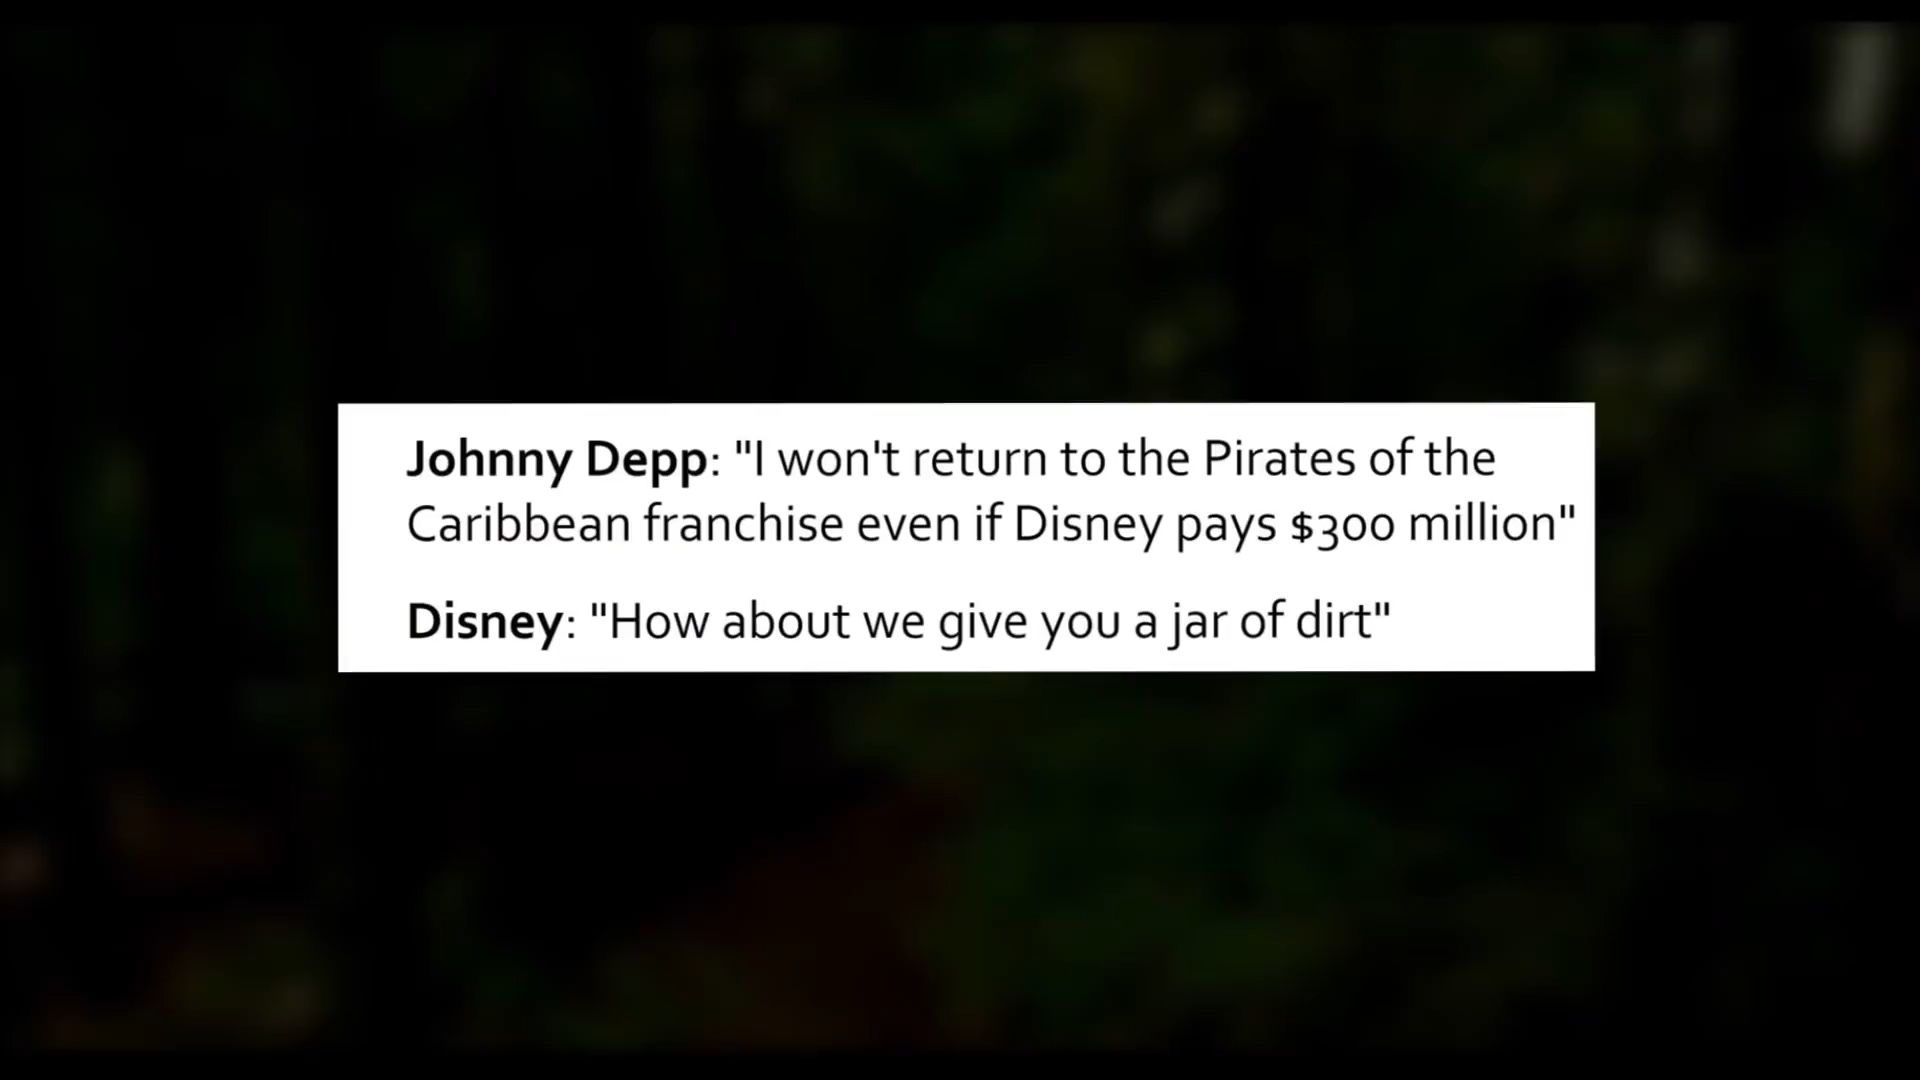 Johnny Depp: "I won't return to the Pirates of the
Caribbean franchise even if Disney pays $300 million"
Disney: "How about we give you a jar of dirt"